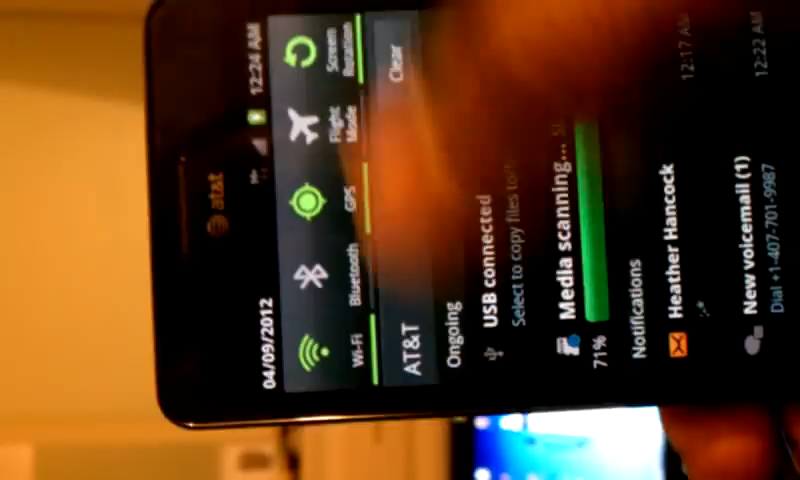 at&t
12:24 AM
04/09/2012
Wi-Fi
Bluetooth
GPS
Flight Mode
Screen Rotation
AT&T
Clear
Ongoing
USB connected
Select to copy files to
Media scanning...
71%
Notifications
Heather Hancock
12:17 AM
New voicemail (1)
Dial +1-407-701-9987
12:22 AM